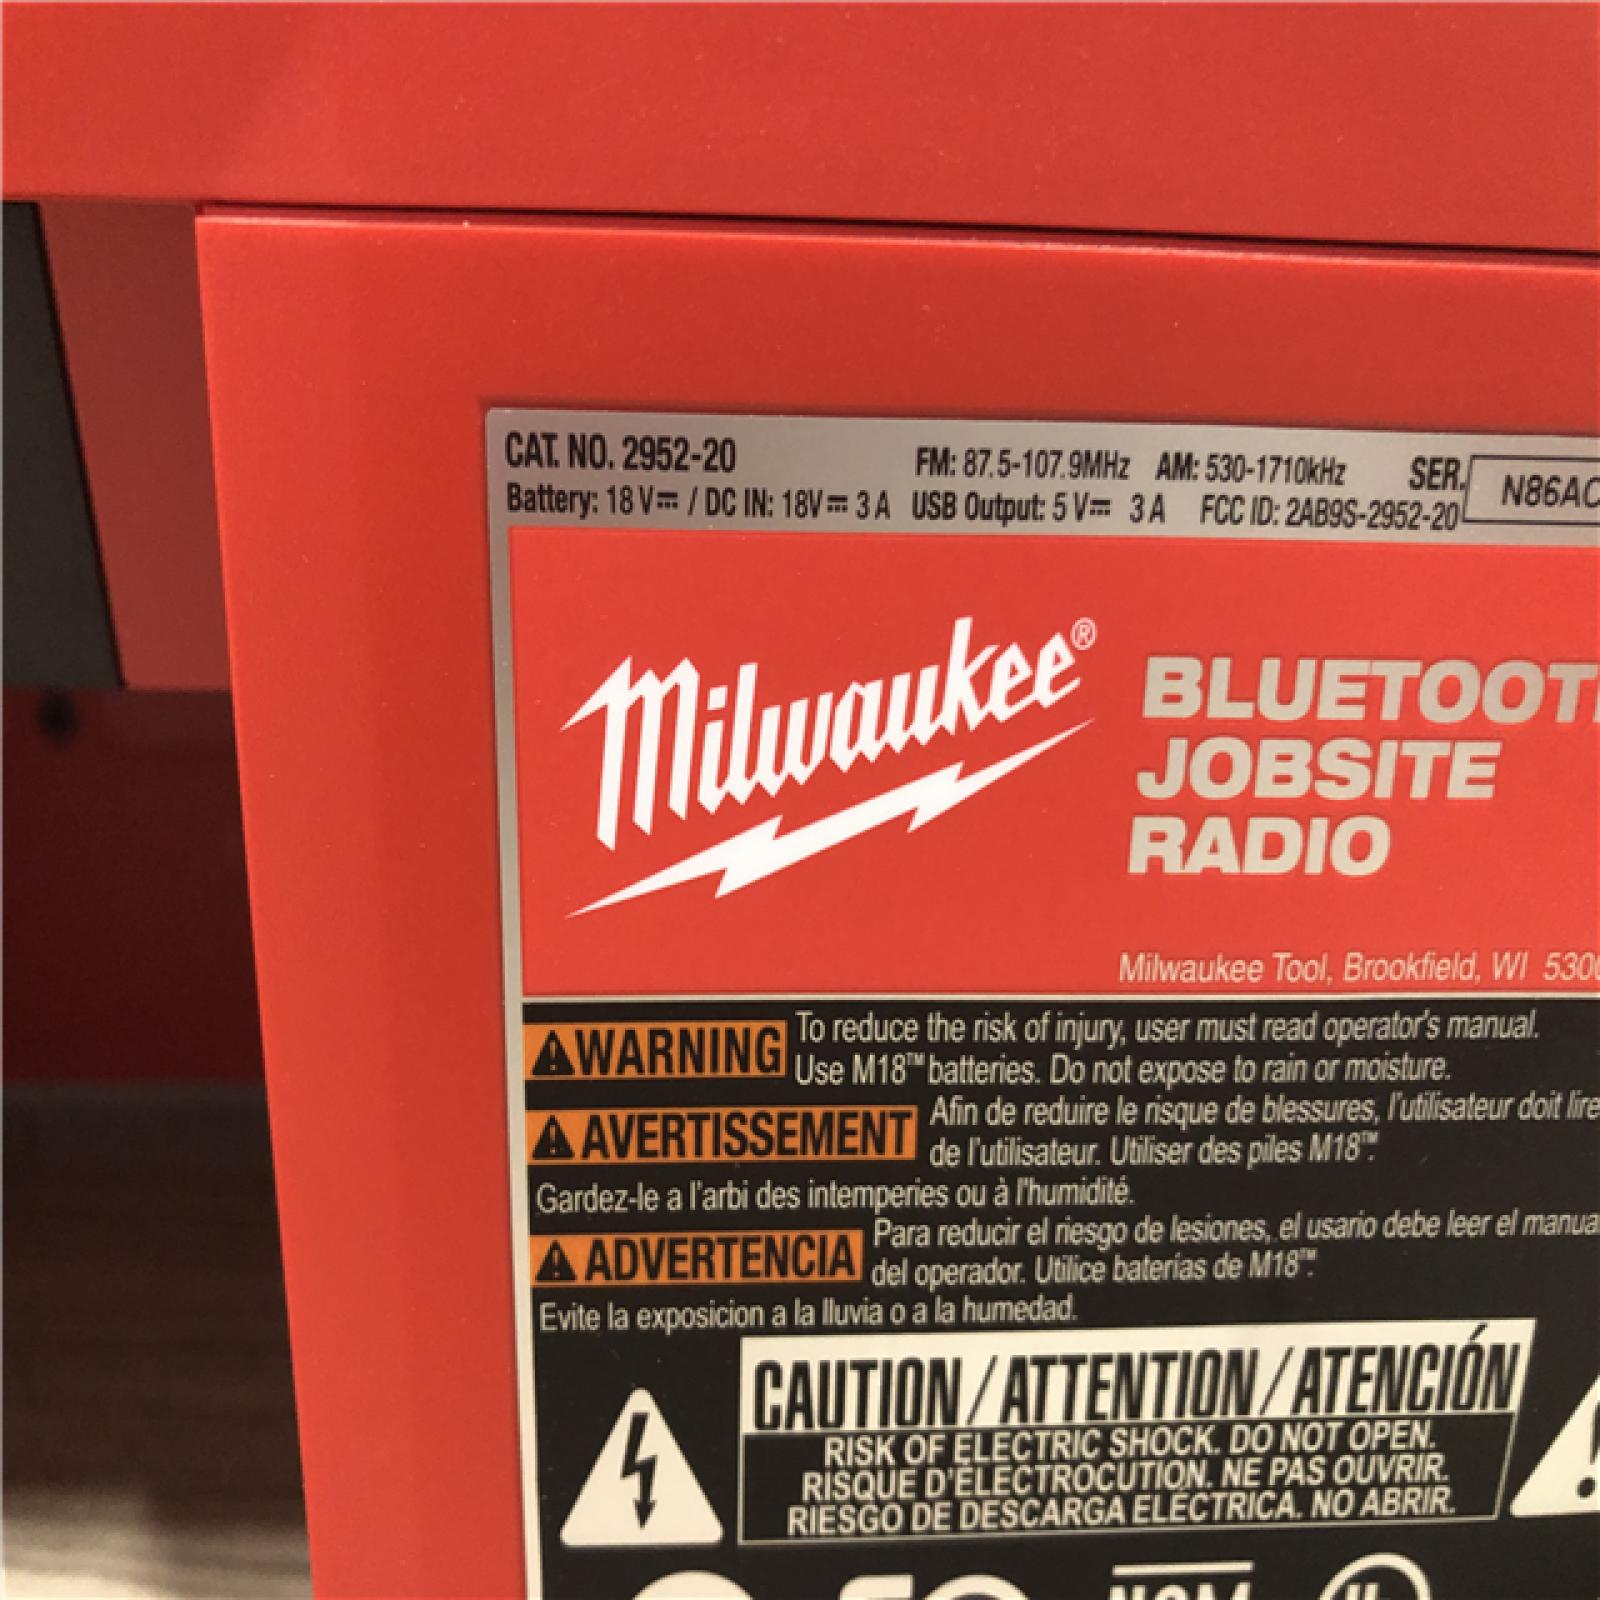 CAT. NO. 2952-20
FM: 87.5-107.9MHz AM: 530-1710kHz SER.
Battery: 18 V⎓ / DC IN: 18V⎓ 3 A USB Output: 5 V⎓ 3 A FCC ID: 2AB9S-2952-20
Milwaukee®
JOBSITE
RADIO
Milwaukee Tool, Brookfield, WI
⚠WARNING To reduce the risk of injury, user must read operator's manual.
Use M18™ batteries. Do not expose to rain or moisture.
⚠AVERTISSEMENT Afin de reduire le risque de blessures, l'utilisateur doit lire
de l'utilisateur. Utiliser des piles M18™.
Gardez-le a l'arbi des intemperies ou à l'humidité.
⚠ADVERTENCIA Para reducir el riesgo de lesiones, el usario debe leer el
del operador. Utilice baterías de M18™.
Evite la exposicion a la lluvia o a la humedad.
CAUTION/ATTENTION/ATENCIÓN
RISK OF ELECTRIC SHOCK. DO NOT OPEN.
RISQUE D'ÉLECTROCUTION. NE PAS OUVRIR.
RIESGO DE DESCARGA ELÉCTRICA. NO ABRIR.